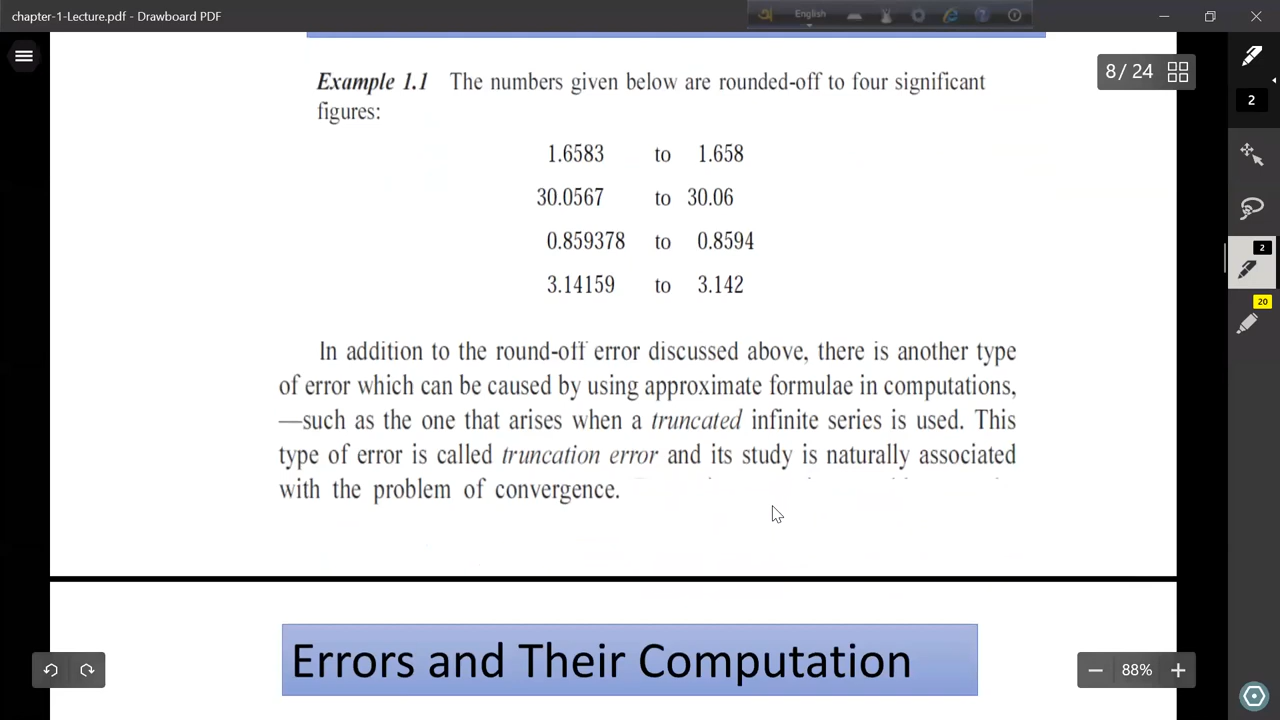 chapter-1-Lecture.pdf - Drawboard PDF
English
8 / 24
2
2
20
Example 1.1 The numbers given below are rounded-off to four significant
figures:
1.6583 to 1.658
30.0567 to 30.06
0.859378 to 0.8594
3.14159 to 3.142
In addition to the round-off error discussed above, there is another type
of error which can be caused by using approximate formulae in computations,
—such as the one that arises when a truncated infinite series is used. This
type of error is called truncation error and its study is naturally associated
with the problem of convergence.
Errors and Their Computation
88%